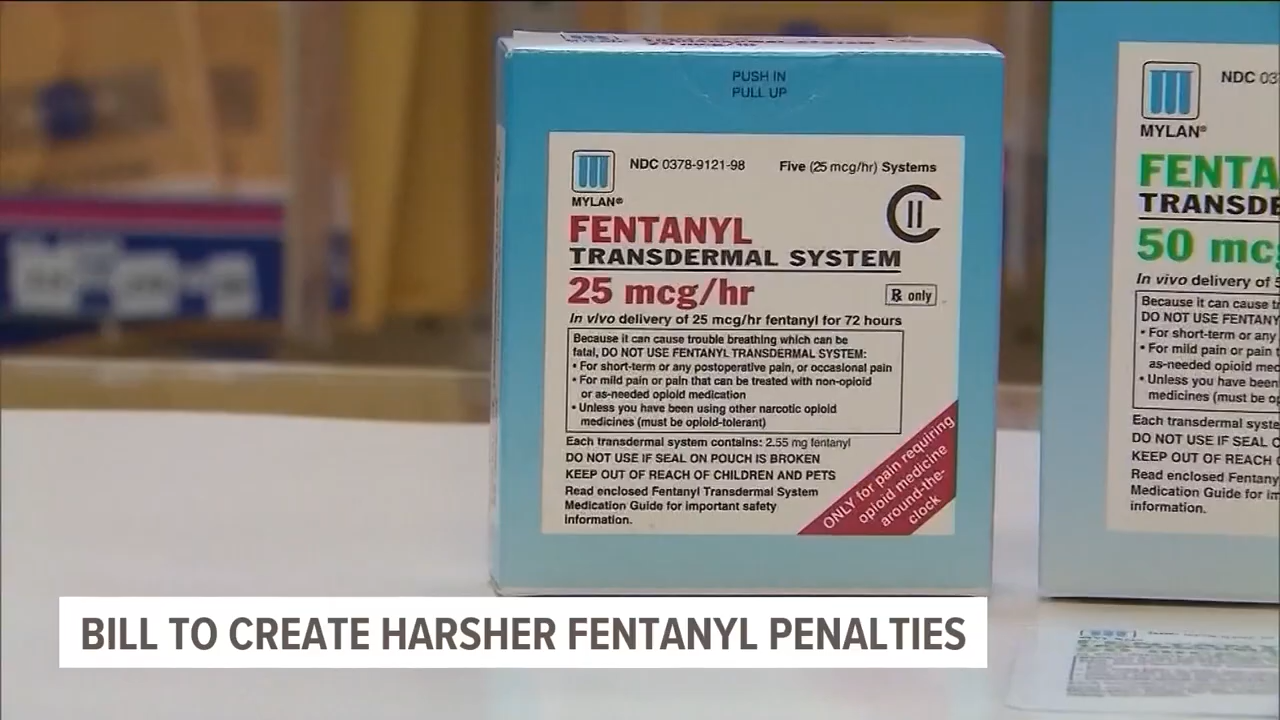 PUSH IN
PULL UP
NDC 0378-9121-98
Five (25 mcg/hr) Systems
MYLAN®
CII
FENTANYL
TRANSDERMAL SYSTEM
25 mcg/hr
Rx only
In vivo delivery of 25 mcg/hr fentanyl for 72 hours
Because it can cause trouble breathing which can be
fatal, DO NOT USE FENTANYL TRANSDERMAL SYSTEM:
• For short-term or any postoperative pain, or occasional pain
• For mild pain or pain that can be treated with non-opioid
or as-needed opioid medication
• Unless you have been using other narcotic opioid
medicines (must be opioid-tolerant)
Each transdermal system contains: 2.55 mg fentanyl
DO NOT USE IF SEAL ON POUCH IS BROKEN
KEEP OUT OF REACH OF CHILDREN AND PETS
Read enclosed Fentanyl Transdermal System
Medication Guide for important safety
information.
ONLY for pain requiring
opioid medicine
around-the-
clock
NDC 03
MYLAN®
FENTA
TRANSDE
50 mc
In vivo delivery of
Because it can cause
DO NOT USE FENTANY
• For short-term or any
• For mild pain or pain
as-needed opioid med
• Unless you have been
medicines (must be op
Each transdermal syste
DO NOT USE IF SEAL O
KEEP OUT OF REACH
Read enclosed Fentany
Medication Guide for im
information.
BILL TO CREATE HARSHER FENTANYL PENALTIES